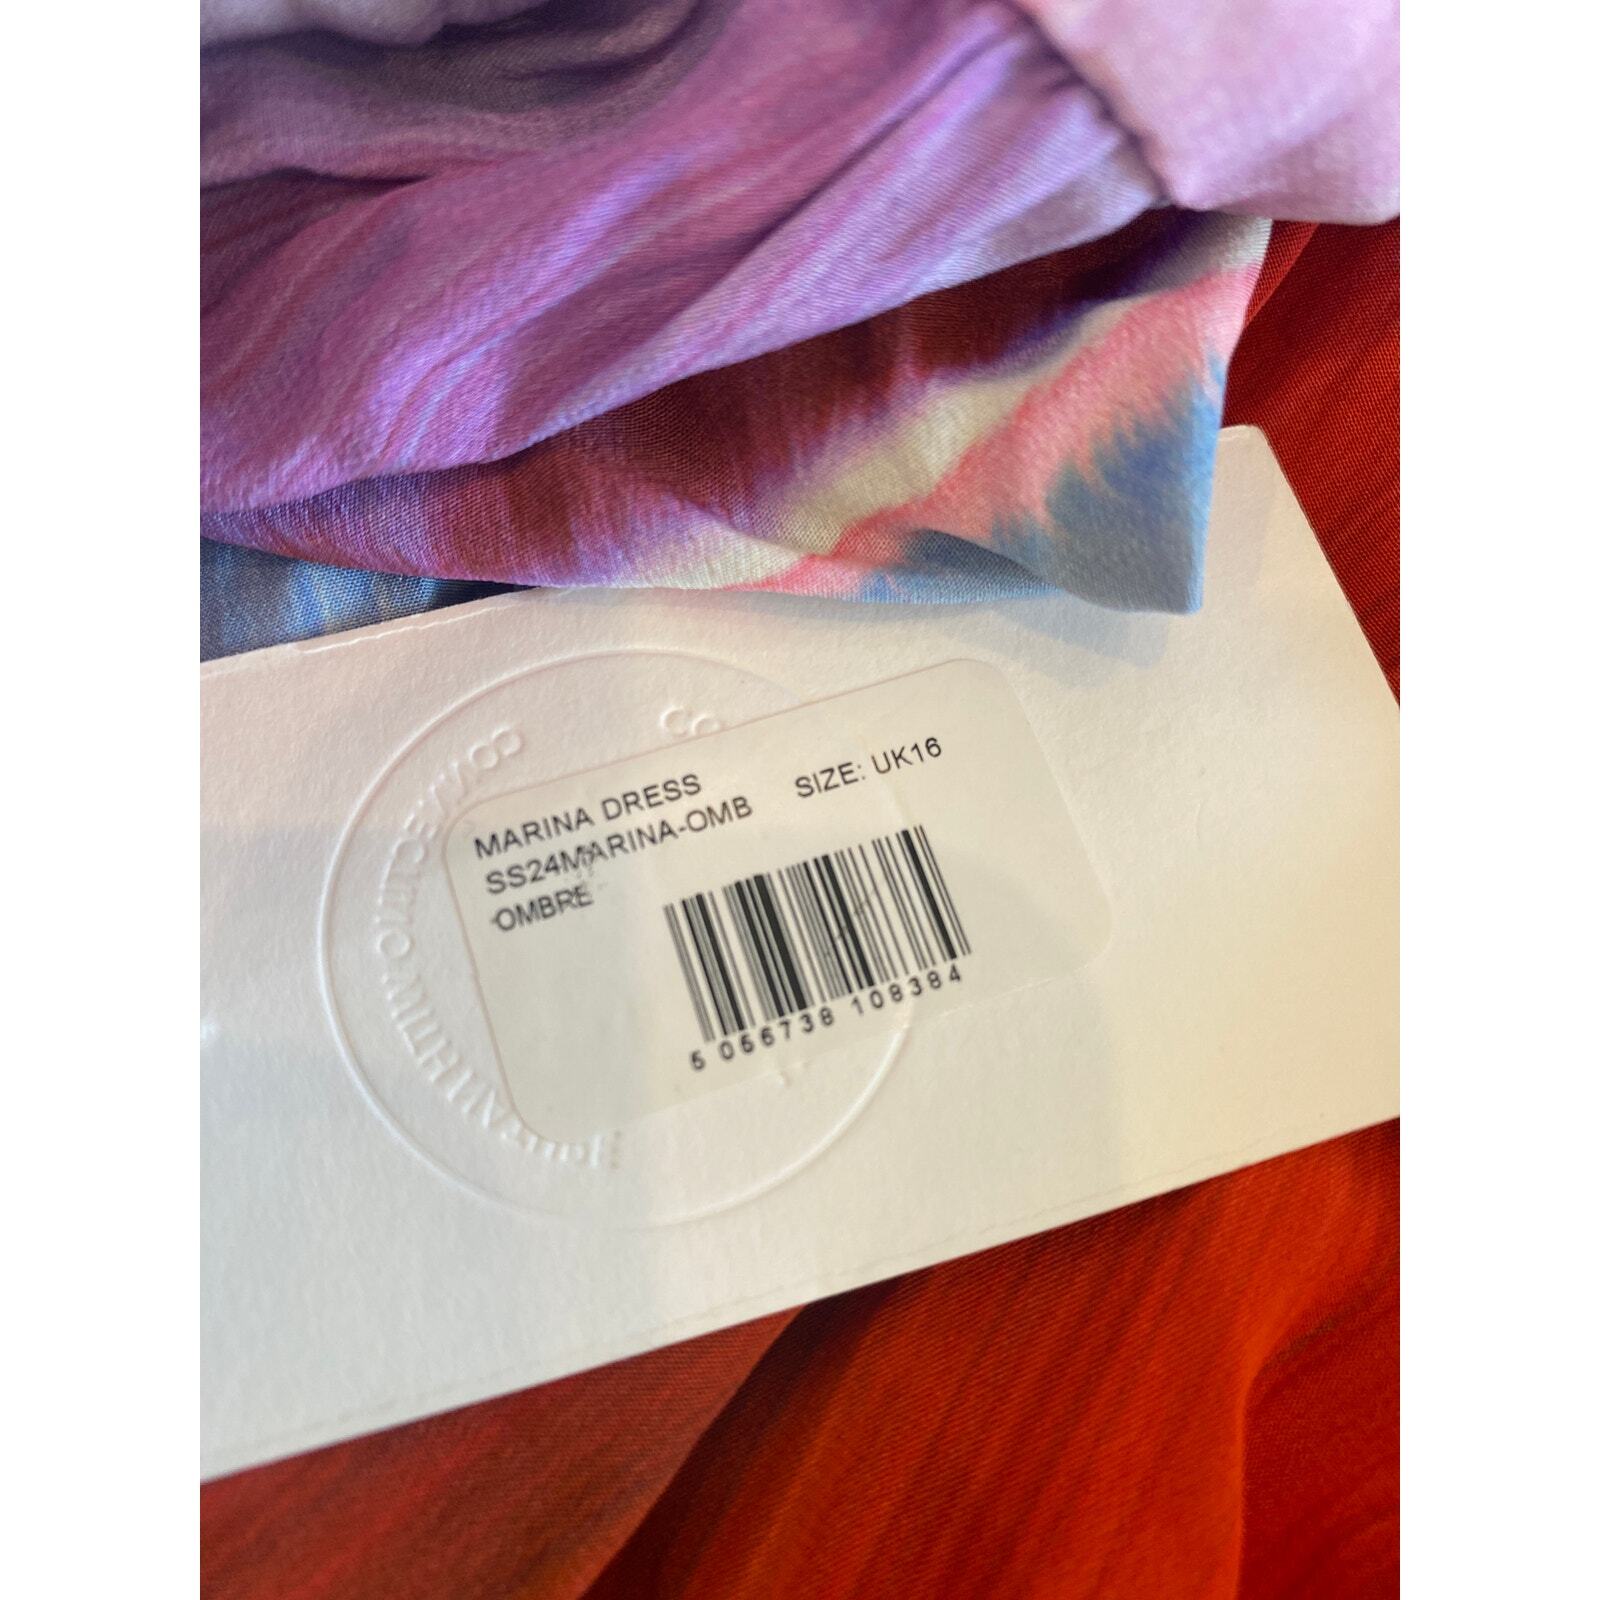 MARINA DRESS SIZE: UK16
SS24MARINA-OMB
-OMBRE
5 056738 108384